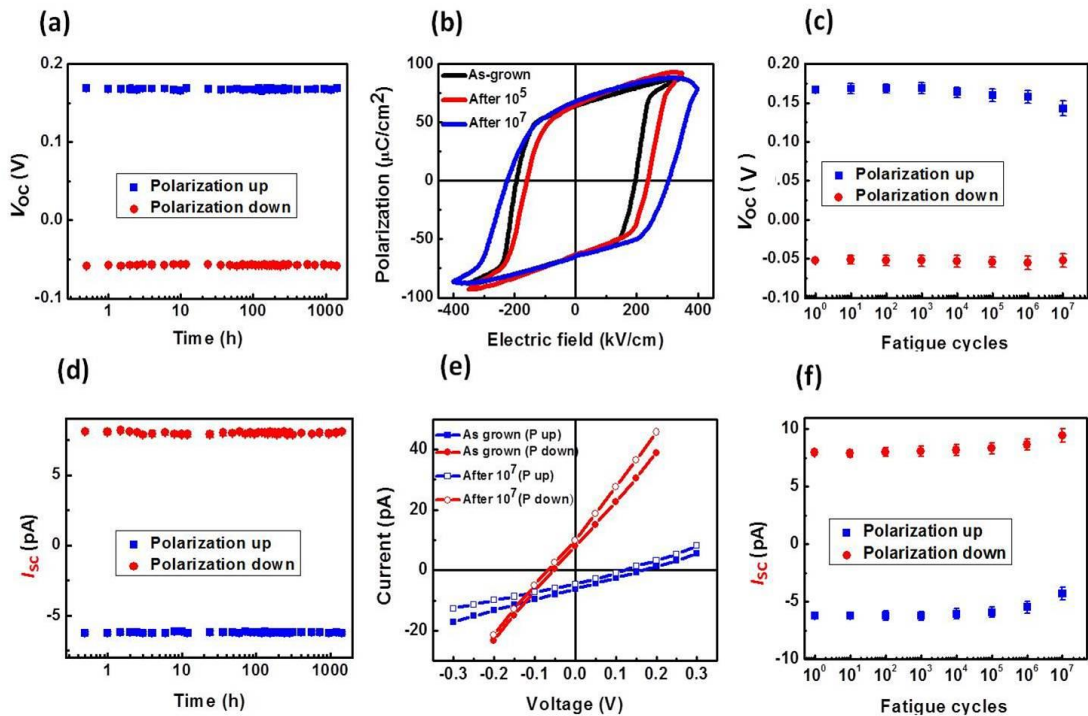 (a)
0.2
0.1
0.0
-0.1
V_OC (V)
Polarization up
Polarization down
1 10 100 1000
Time (h)
(b)
100
50
0
-50
-100
Polarization (μC/cm²)
As-grown
After 10⁵
After 10⁷
-400 -200 0 200 400
Electric field (kV/cm)
(c)
0.20
0.15
0.10
0.05
0.00
-0.05
-0.10
V_OC (V)
Polarization up
Polarization down
10⁰ 10¹ 10² 10³ 10⁴ 10⁵ 10⁶ 10⁷
Fatigue cycles
(d)
5
0
-5
I_SC (pA)
Polarization up
Polarization down
1 10 100 1000
Time (h)
(e)
40
20
0
-20
Current (pA)
As grown (P up)
As grown (P down)
After 10⁷(P up)
After 10⁷(P down)
-0.3 -0.2 -0.1 0.0 0.1 0.2 0.3
Voltage (V)
(f)
10
5
0
-5
-10
I_SC (pA)
Polarization up
Polarization down
10⁰ 10¹ 10² 10³ 10⁴ 10⁵ 10⁶ 10⁷
Fatigue cycles